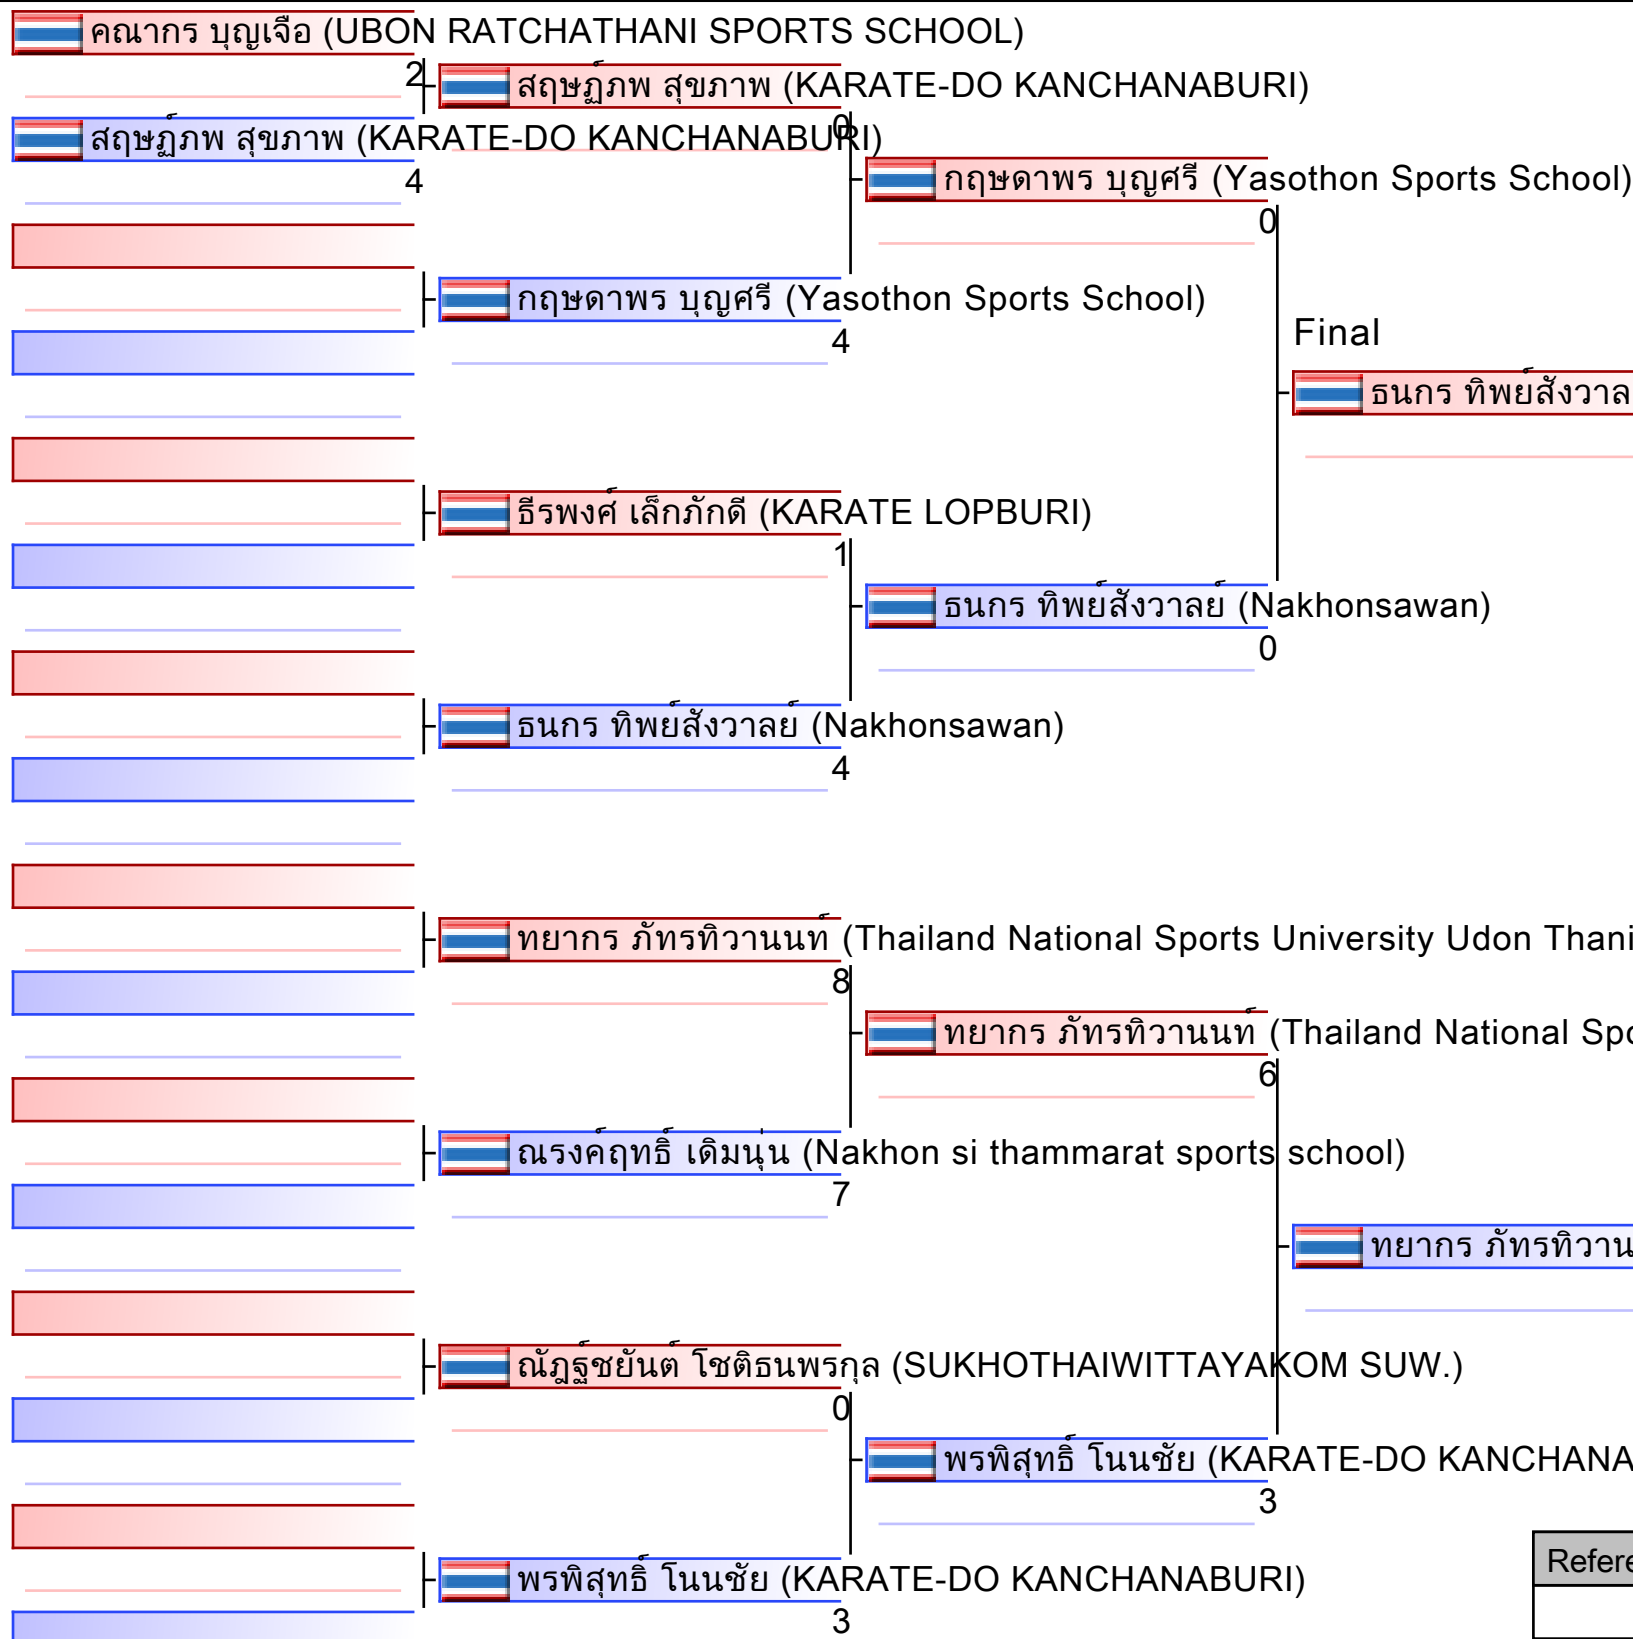 คณากร บุญเจือ (UBON RATCHATHANI SPORTS SCHOOL)
2
สฤษฏ์ภพ สุขภาพ (KARATE-DO KANCHANABURI)
สฤษฏ์ภพ สุขภาพ (KARATE-DO KANCHANABURI)
0
4
กฤษดาพร บุญศรี (Yasothon Sports School)
0
กฤษดาพร บุญศรี (Yasothon Sports School)
4
Final
ธนกร ทิพย์สังวาล
ธีรพงศ์ เล็กภักดี (KARATE LOPBURI)
1
ธนกร ทิพย์สังวาลย์ (Nakhonsawan)
0
ธนกร ทิพย์สังวาลย์ (Nakhonsawan)
4
ทยากร ภัทรทิวานนท์ (Thailand National Sports University Udon Thani
8
ทยากร ภัทรทิวานนท์ (Thailand National Spo
6
ณรงค์ฤทธิ์ เดิมนุ่น (Nakhon si thammarat sports school)
7
ทยากร ภัทรทิวาน
ณัฎฐ์ชยันต์ โชติธนพรกุล (SUKHOTHAIWITTAYAKOM SUW.)
0
พรพิสุทธิ์ โนนชัย (KARATE-DO KANCHANA
3
Refere
พรพิสุทธิ์ โนนชัย (KARATE-DO KANCHANABURI)
3